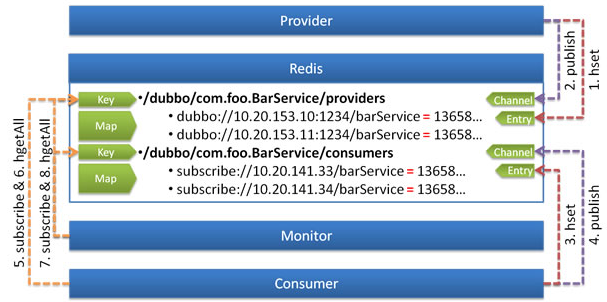 Provider
Redis
Key
•/dubbo/com.foo.BarService/providers
Channel
Map
• dubbo://10.20.153.10:1234/barService = 13658...
Entry
• dubbo://10.20.153.11:1234/barService = 13658...
Key
•/dubbo/com.foo.BarService/consumers
Channel
Map
• subscribe://10.20.141.33/barService = 13658...
Entry
• subscribe://10.20.141.34/barService = 13658...
Monitor
Consumer
5. subscribe & 6. hgetAll
7. subscribe & 8. hgetAll
2. publish
1. hset
3. hset
4. publish